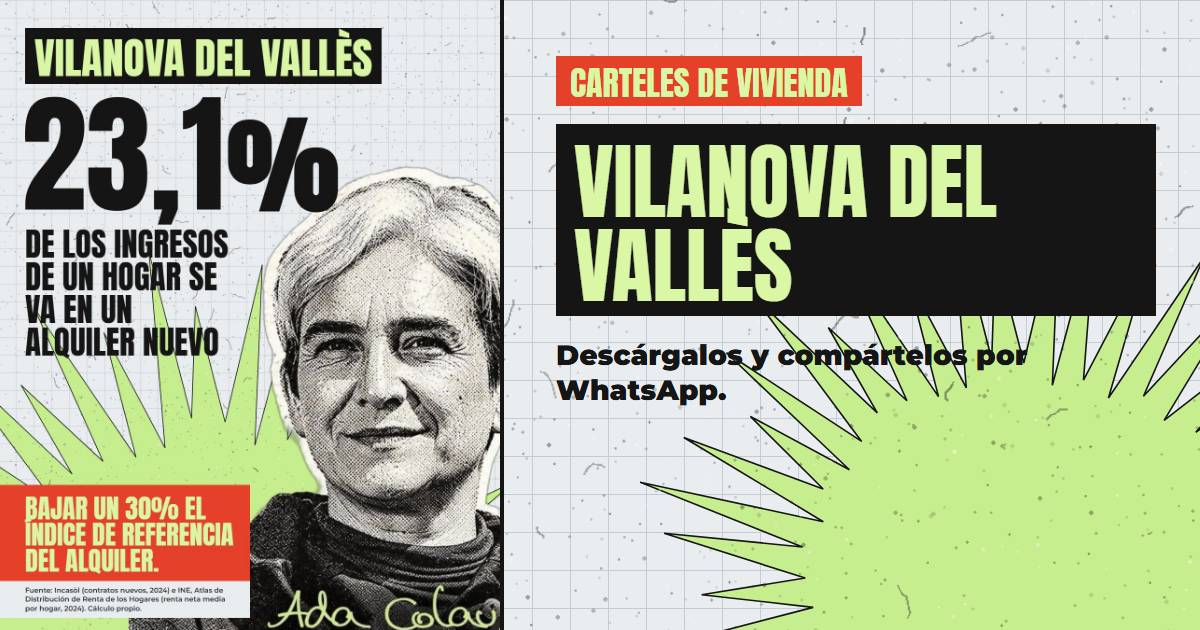 VILANOVA DEL VALLÈS
23,1%
DE LOS INGRESOS
DE UN HOGAR SE
VA EN UN
ALQUILER NUEVO
BAJAR UN 30% EL
ÍNDICE DE REFERENCIA
DEL ALQUILER.
Fuente: Incasòl (contratos nuevos, 2024) e INE, Atlas de
Distribución de Renta de los Hogares (renta neta media
por hogar, 2024). Cálculo propio.
Ada Colau
CARTELES DE VIVIENDA
VILANOVA DEL
VALLÈS
Descárgalos y compártelos por
WhatsApp.